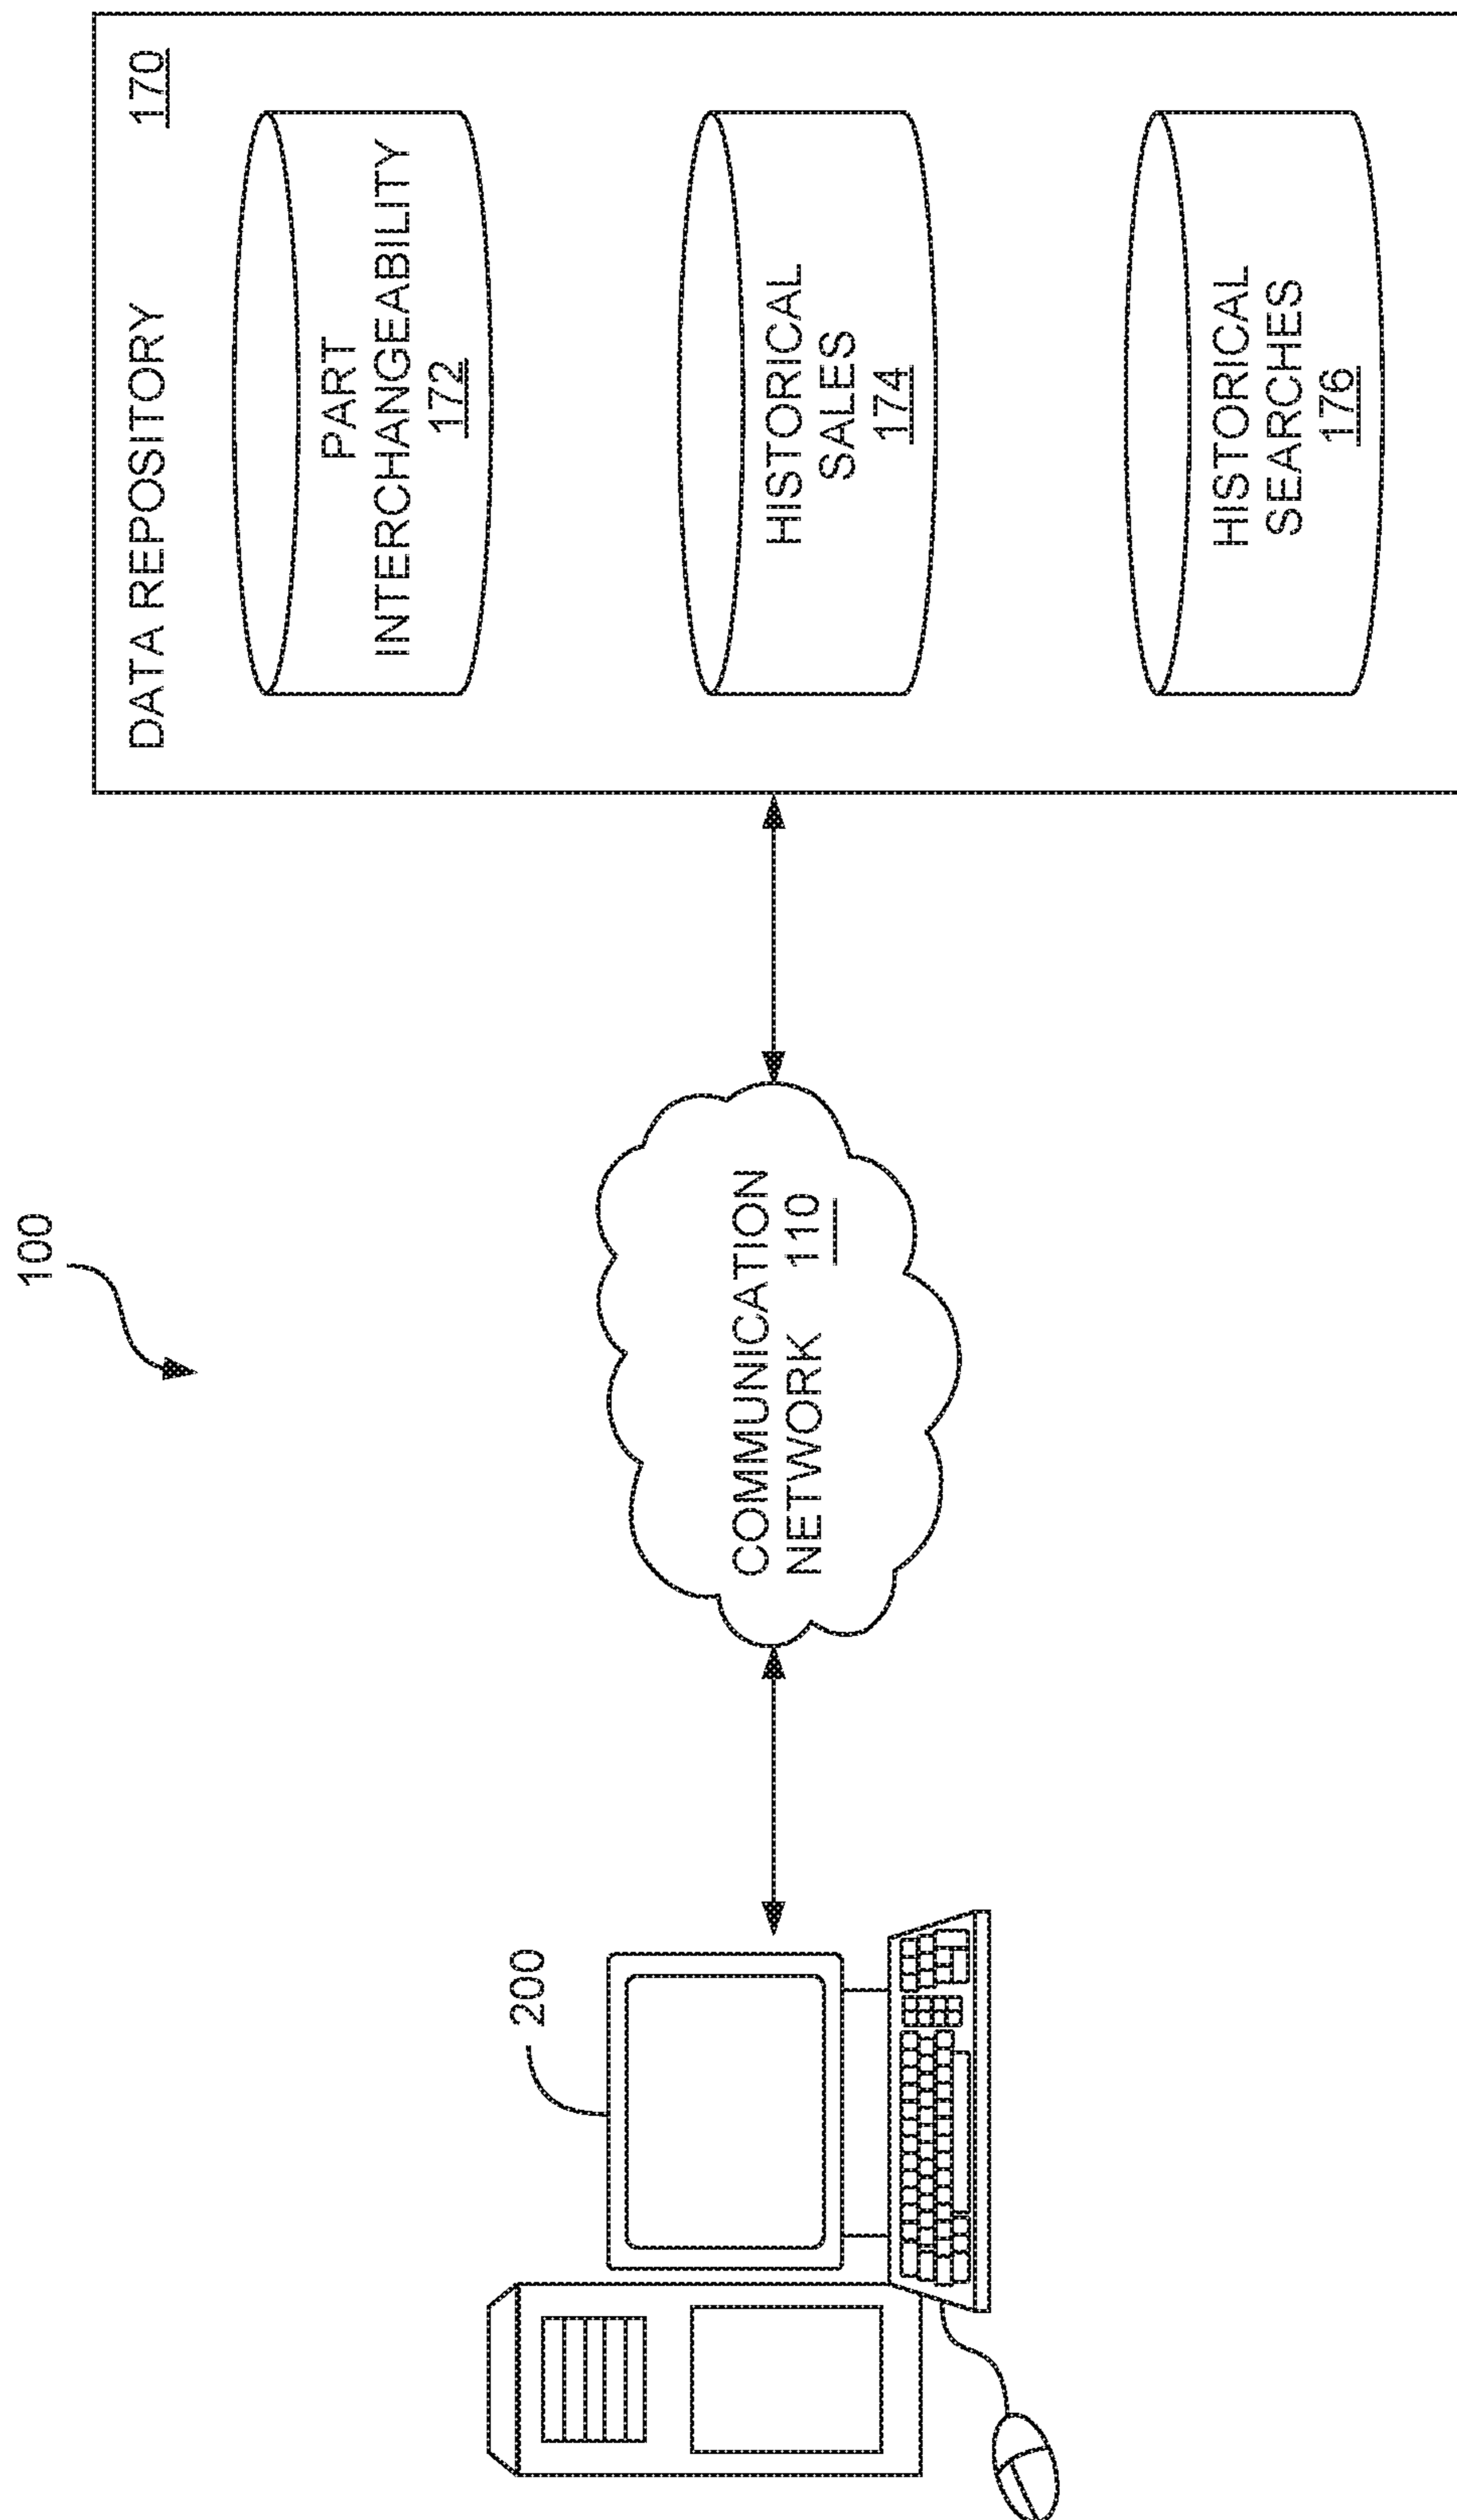 100
200
COMMUNICATION
NETWORK 110
DATA REPOSITORY 170
PART
INTERCHANGEABILITY
172
HISTORICAL
SALES
174
HISTORICAL
SEARCHES
176